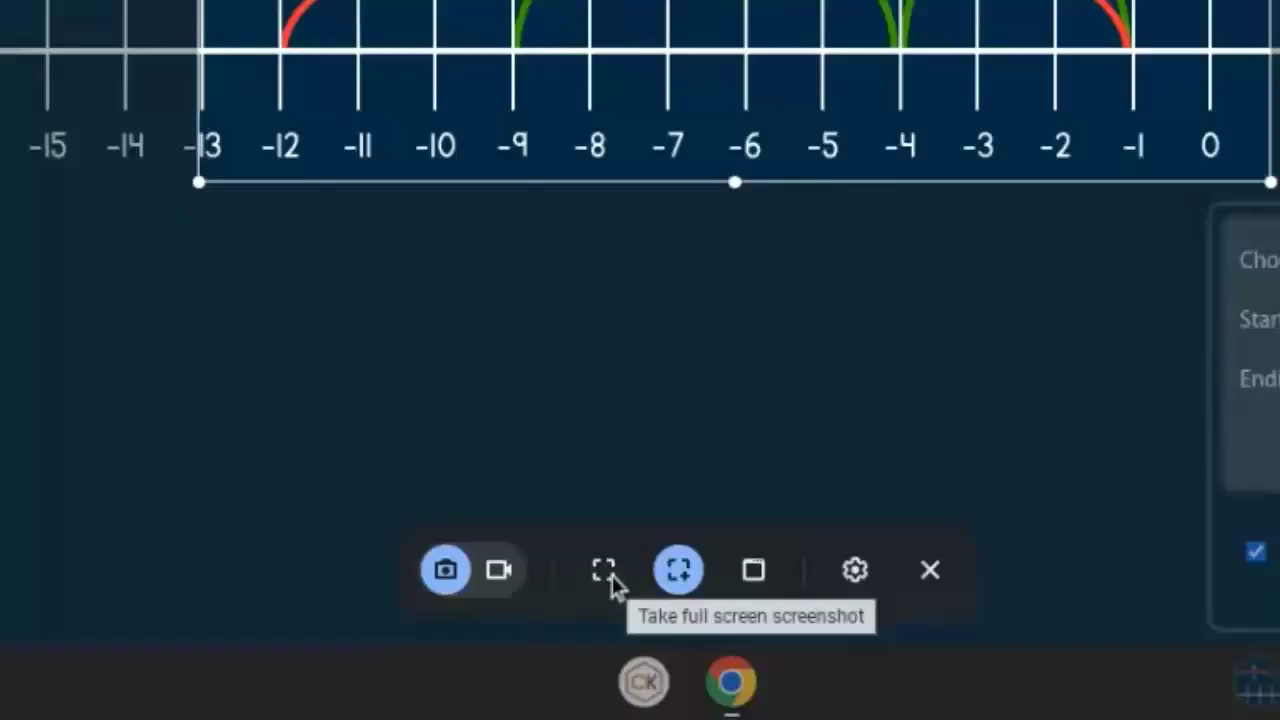 -15 -14 -13 -12 -11 -10 -9 -8 -7 -6 -5 -4 -3 -2 -1 0
Cho
Star
Endi
Take full screen screenshot
CK